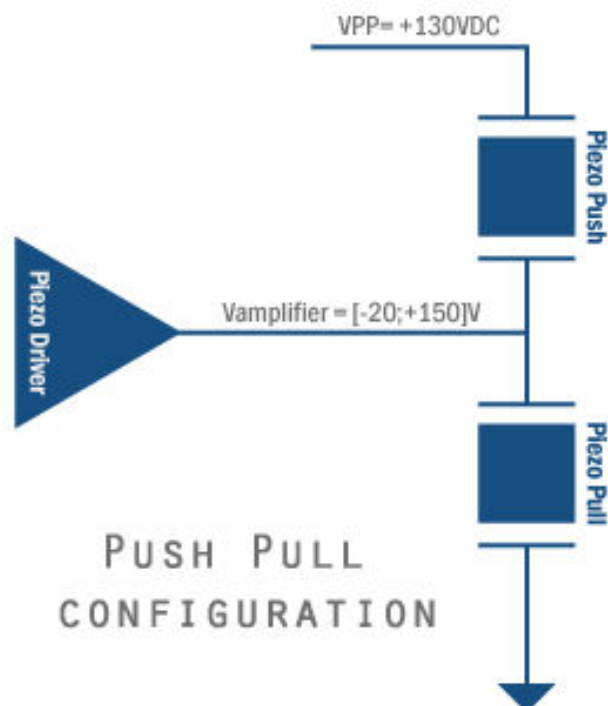 VPP= +130VDC
Piezo Push
Piezo Driver
Vamplifier = [-20;+150]V
Piezo Pull
PUSH PULL
CONFIGURATION